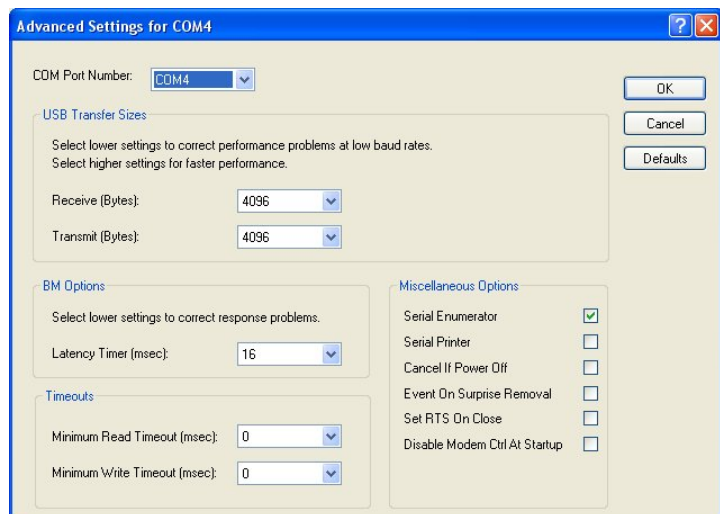 Advanced Settings for COM4
COM Port Number: COM4
OK
Cancel
Defaults
USB Transfer Sizes
Select lower settings to correct performance problems at low baud rates.
Select higher settings for faster performance.
Receive (Bytes): 4096
Transmit (Bytes): 4096
BM Options
Select lower settings to correct response problems.
Latency Timer (msec): 16
Timeouts
Minimum Read Timeout (msec): 0
Minimum Write Timeout (msec): 0
Miscellaneous Options
Serial Enumerator
Serial Printer
Cancel If Power Off
Event On Surprise Removal
Set RTS On Close
Disable Modem Ctrl At Startup